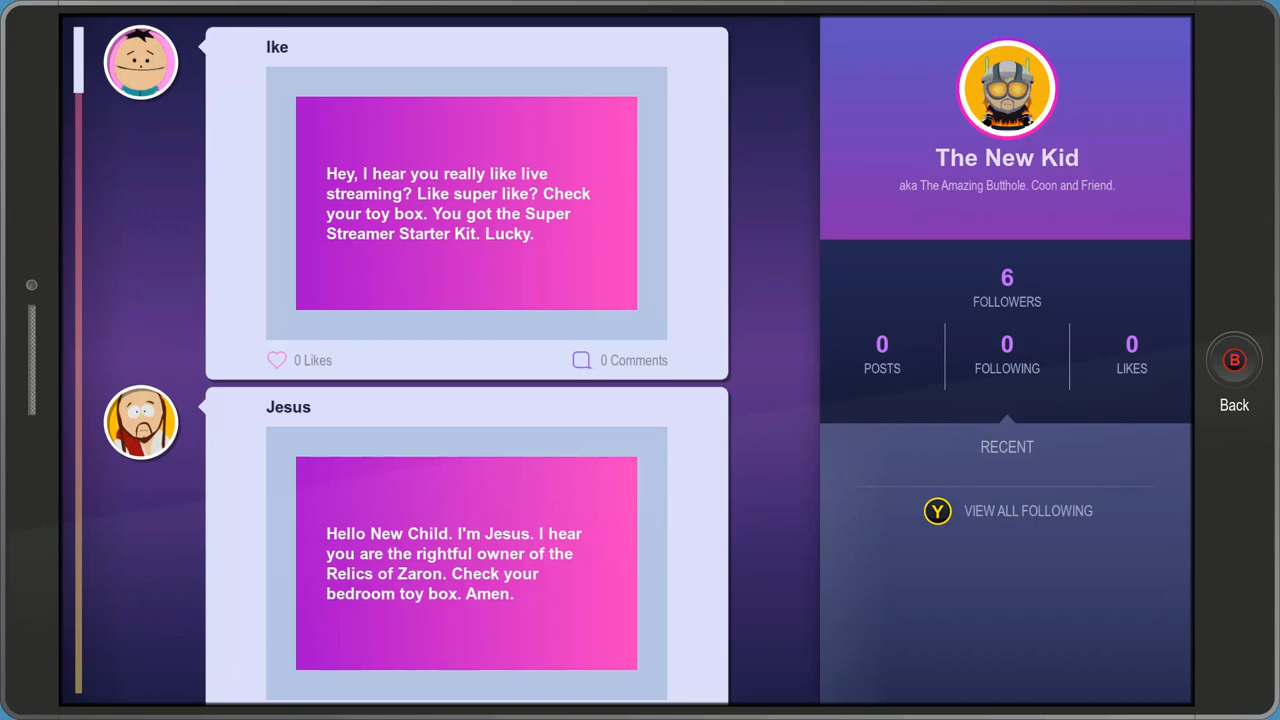 Ike
Hey, I hear you really like live
streaming? Like super like? Check
your toy box. You got the Super
Streamer Starter Kit. Lucky.
0 Likes
0 Comments
Jesus
Hello New Child. I'm Jesus. I hear
you are the rightful owner of the
Relics of Zaron. Check your
bedroom toy box. Amen.
The New Kid
aka The Amazing Butthole. Coon and Friend.
6
FOLLOWERS
0
POSTS
0
FOLLOWING
0
LIKES
RECENT
Y VIEW ALL FOLLOWING
B
Back